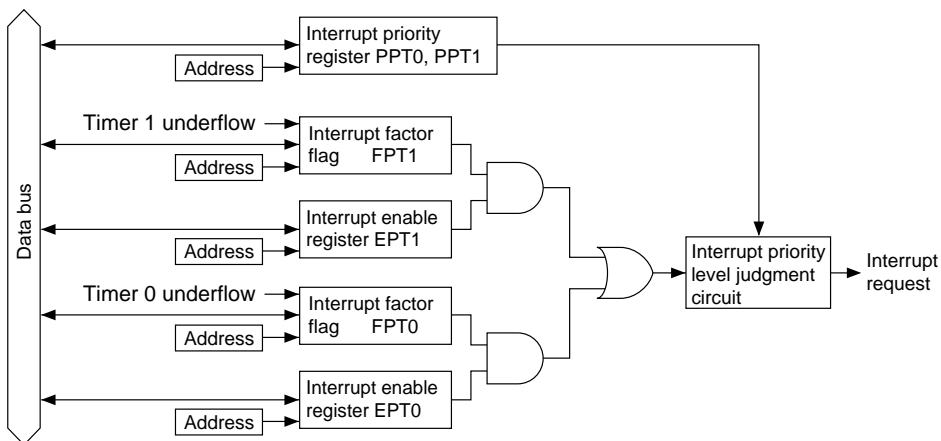 Data bus
Interrupt priority
register PPT0, PPT1
Address
Timer 1 underflow
Interrupt factor
flag FPT1
Address
Interrupt enable
register EPT1
Address
Timer 0 underflow
Interrupt factor
flag FPT0
Address
Interrupt enable
register EPT0
Address
Interrupt priority
level judgment
circuit
Interrupt
request